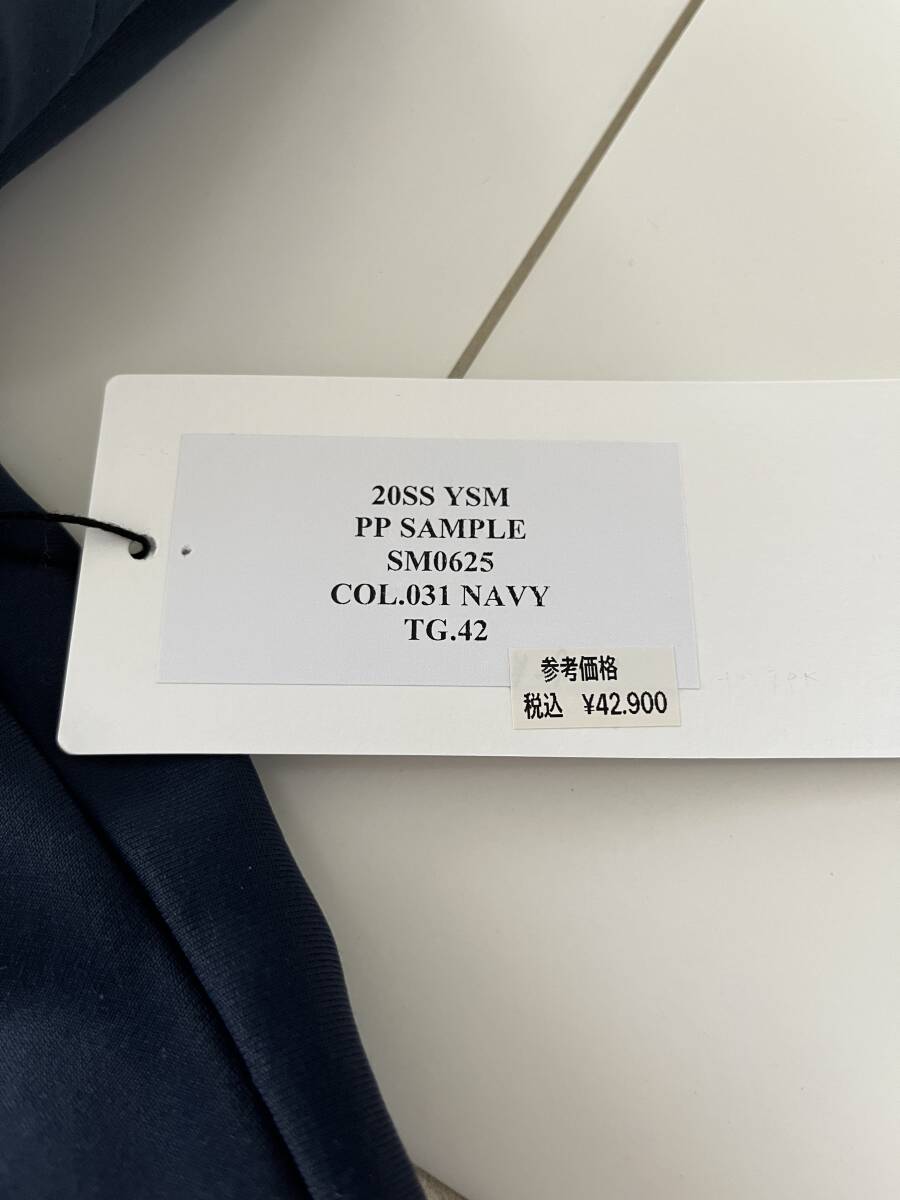 20SS YSM
PP SAMPLE
SM0625
COL.031 NAVY
TG.42
参考価格
税込 ¥42.900